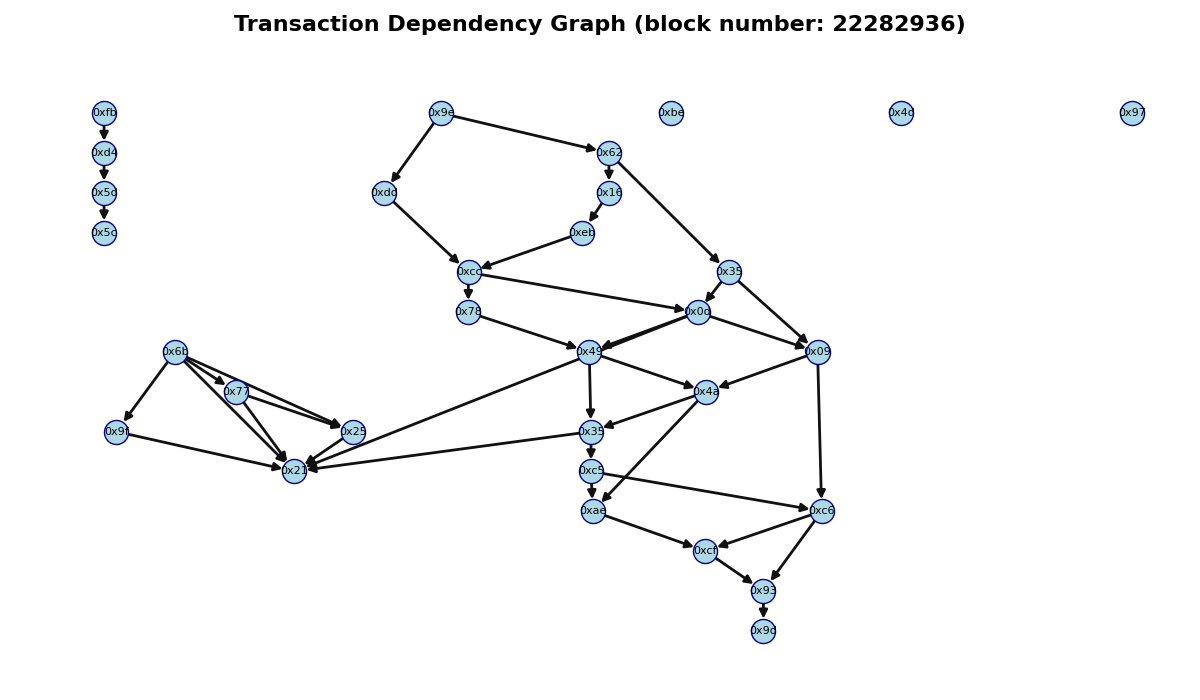 Transaction Dependency Graph (block number: 22282936)
0xfb
0x9e
0xbe
0x4d
0x97
0xd4
0x62
0x5d
0xdd
0x16
0x5c
0xeb
0xcc
0x35
0x78
0x0d
0x6b
0x49
0x09
0x77
0x4a
0x9f
0x25
0x35
0x21
0xc5
0xae
0xc6
0xcf
0x93
0x9d